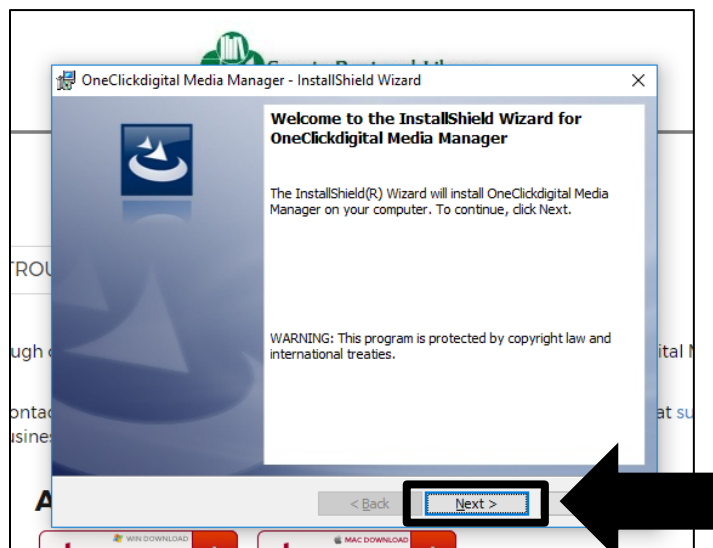 OneClickdigital Media Manager - InstallShield Wizard
Welcome to the InstallShield Wizard for
OneClickdigital Media Manager
The InstallShield(R) Wizard will install OneClickdigital Media
Manager on your computer. To continue, click Next.
WARNING: This program is protected by copyright law and
international treaties.
< Back
Next >
WIN DOWNLOAD
MAC DOWNLOAD